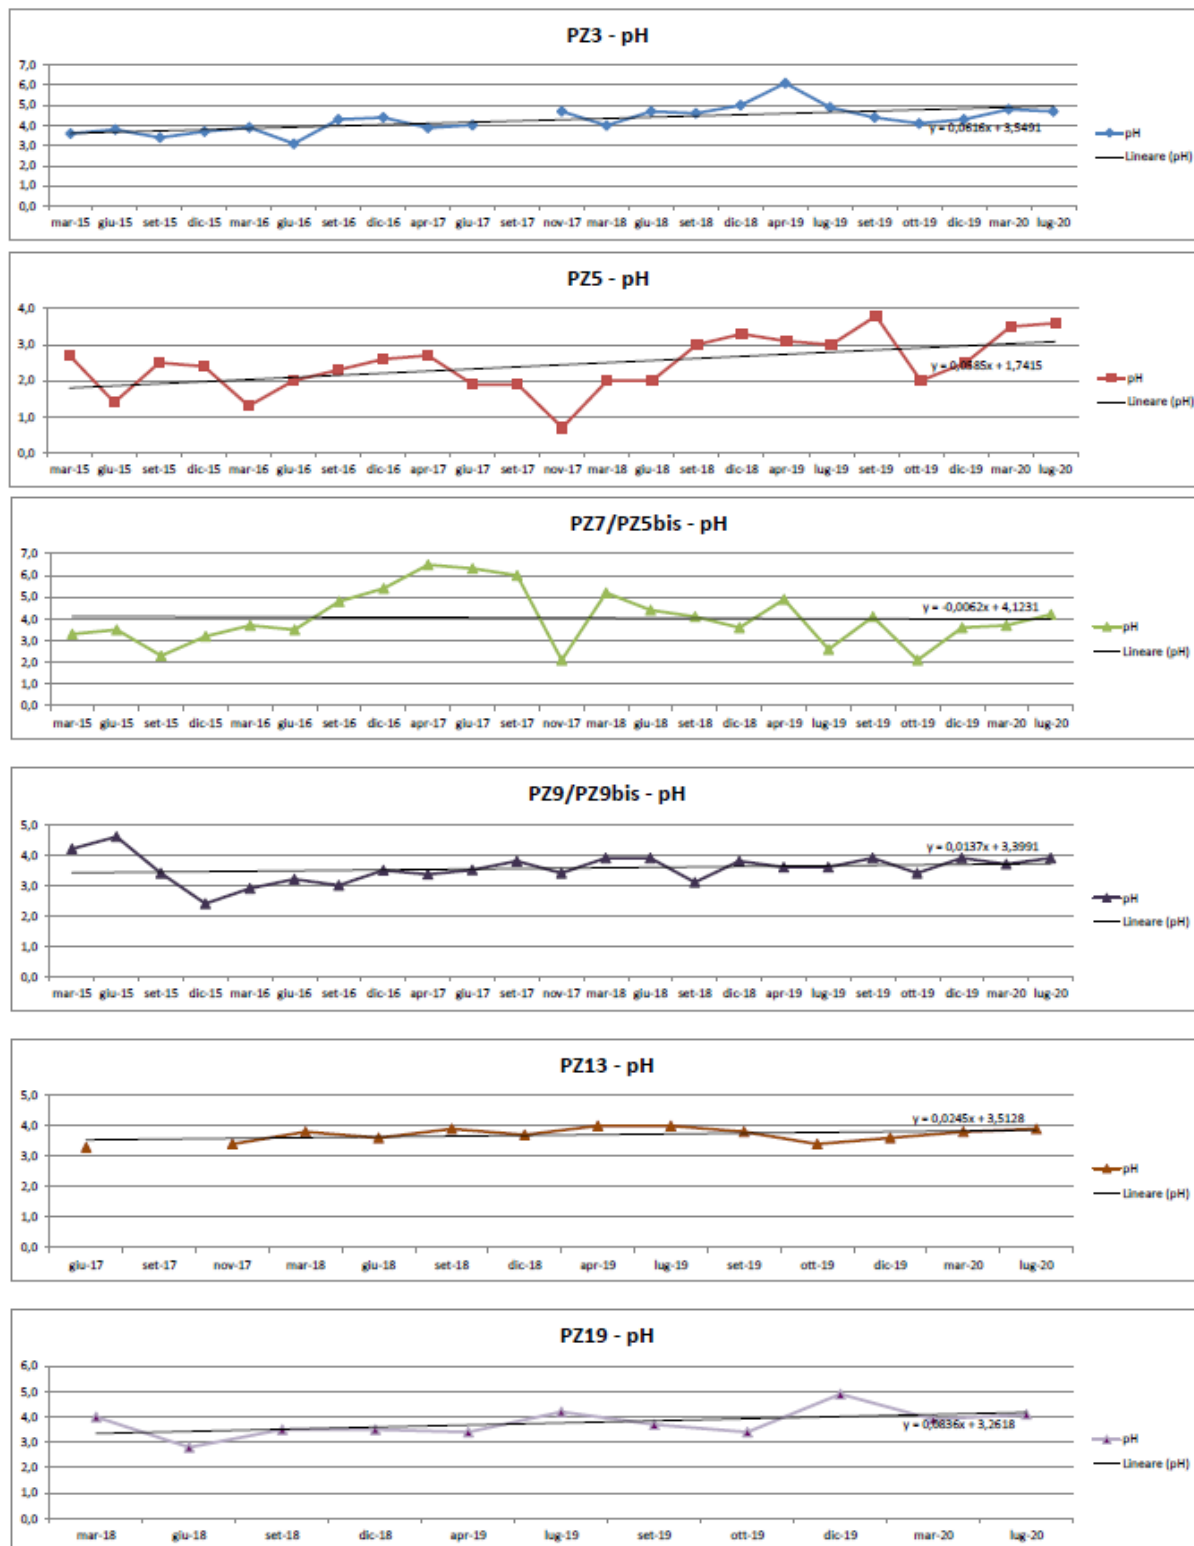 PZ3 - pH
7,0
6,0
5,0
4,0
3,0
2,0
1,0
0,0
y = 0,0616x + 3,5491
pH
Lineare (pH)
mar-15 giu-15 set-15 dic-15 mar-16 giu-16 set-16 dic-16 apr-17 giu-17 set-17 nov-17 mar-18 giu-18 set-18 dic-18 apr-19 lug-19 set-19 ott-19 dic-19 mar-20 lug-20
PZ5 - pH
4,0
3,0
2,0
1,0
0,0
y = 0,0585x + 1,7415
pH
Lineare (pH)
mar-15 giu-15 set-15 dic-15 mar-16 giu-16 set-16 dic-16 apr-17 giu-17 set-17 nov-17 mar-18 giu-18 set-18 dic-18 apr-19 lug-19 set-19 ott-19 dic-19 mar-20 lug-20
PZ7/PZ5bis - pH
7,0
6,0
5,0
4,0
3,0
2,0
1,0
0,0
y = -0,0062x + 4,1231
pH
Lineare (pH)
mar-15 giu-15 set-15 dic-15 mar-16 giu-16 set-16 dic-16 apr-17 giu-17 set-17 nov-17 mar-18 giu-18 set-18 dic-18 apr-19 lug-19 set-19 ott-19 dic-19 mar-20 lug-20
PZ9/PZ9bis - pH
5,0
4,0
3,0
2,0
1,0
0,0
y = 0,0137x + 3,3991
pH
Lineare (pH)
mar-15 giu-15 set-15 dic-15 mar-16 giu-16 set-16 dic-16 apr-17 giu-17 set-17 nov-17 mar-18 giu-18 set-18 dic-18 apr-19 lug-19 set-19 ott-19 dic-19 mar-20 lug-20
PZ13 - pH
5,0
4,0
3,0
2,0
1,0
0,0
y = 0,0245x + 3,5128
pH
Lineare (pH)
giu-17 set-17 nov-17 mar-18 giu-18 set-18 dic-18 apr-19 lug-19 set-19 ott-19 dic-19 mar-20 lug-20
PZ19 - pH
6,0
5,0
4,0
3,0
2,0
1,0
0,0
y = 0,0836x + 3,2618
pH
Lineare (pH)
mar-18 giu-18 set-18 dic-18 apr-19 lug-19 set-19 ott-19 dic-19 mar-20 lug-20